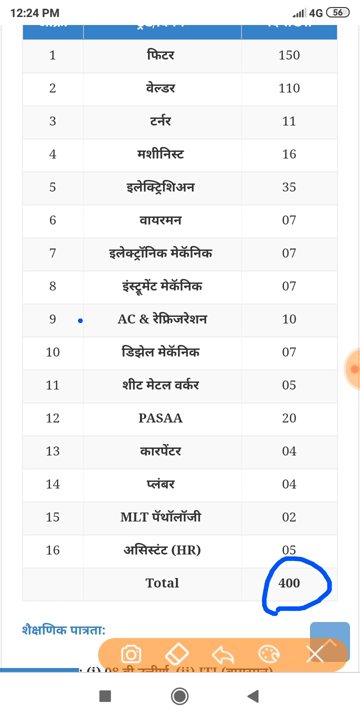 12:24 PM 4G 56
1 फिटर 150
2 वेल्डर 110
3 टर्नर 11
4 मशीनिस्ट 16
5 इलेक्ट्रिशिअन 35
6 वायरमन 07
7 इलेक्ट्रॉनिक मेकॅनिक 07
8 इंस्ट्रूमेंट मेकॅनिक 07
9 AC & रेफ्रिजरेशन 10
10 डिझेल मेकॅनिक 07
11 शीट मेटल वर्कर 05
12 PASAA 20
13 कारपेंटर 04
14 प्लंबर 04
15 MLT पॅथॉलॉजी 02
16 असिस्टंट (HR) 05
Total 400
शैक्षणिक पात्रता: